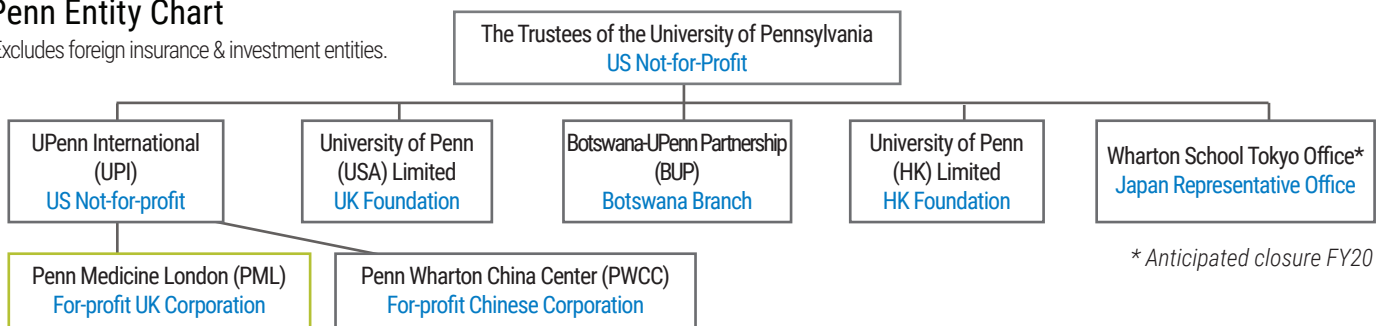 Penn Entity Chart
Excludes foreign insurance & investment entities.
The Trustees of the University of Pennsylvania
US Not-for-Profit
UPenn International
(UPI)
US Not-for-profit
University of Penn
(USA) Limited
UK Foundation
Botswana-UPenn Partnership
(BUP)
Botswana Branch
University of Penn
(HK) Limited
HK Foundation
Wharton School Tokyo Office*
Japan Representative Office
Penn Medicine London (PML)
For-profit UK Corporation
Penn Wharton China Center (PWCC)
For-profit Chinese Corporation
* Anticipated closure FY20